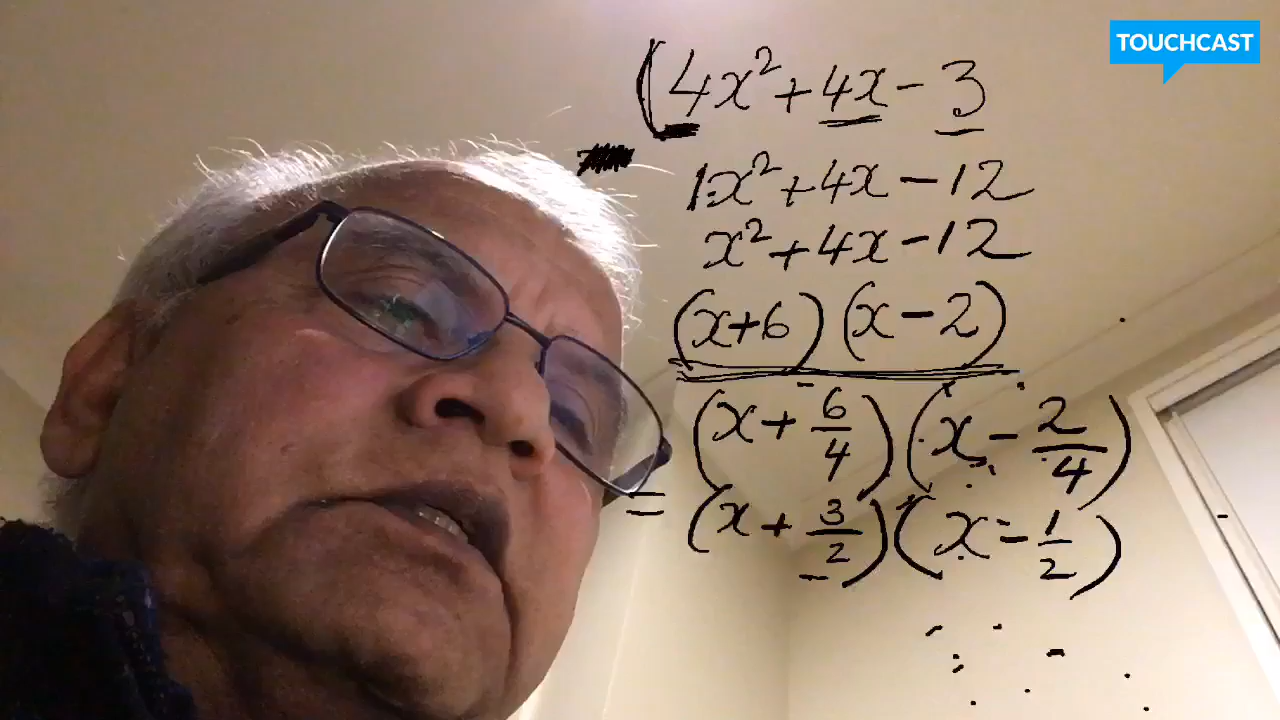 TOUCHCAST
(4x² + 4x - 3
1x² + 4x - 12
x² + 4x - 12
(x + 6) (x - 2)
(x + 6/4) (x - 2/4)
= (x + 3/2) (x - 1/2)